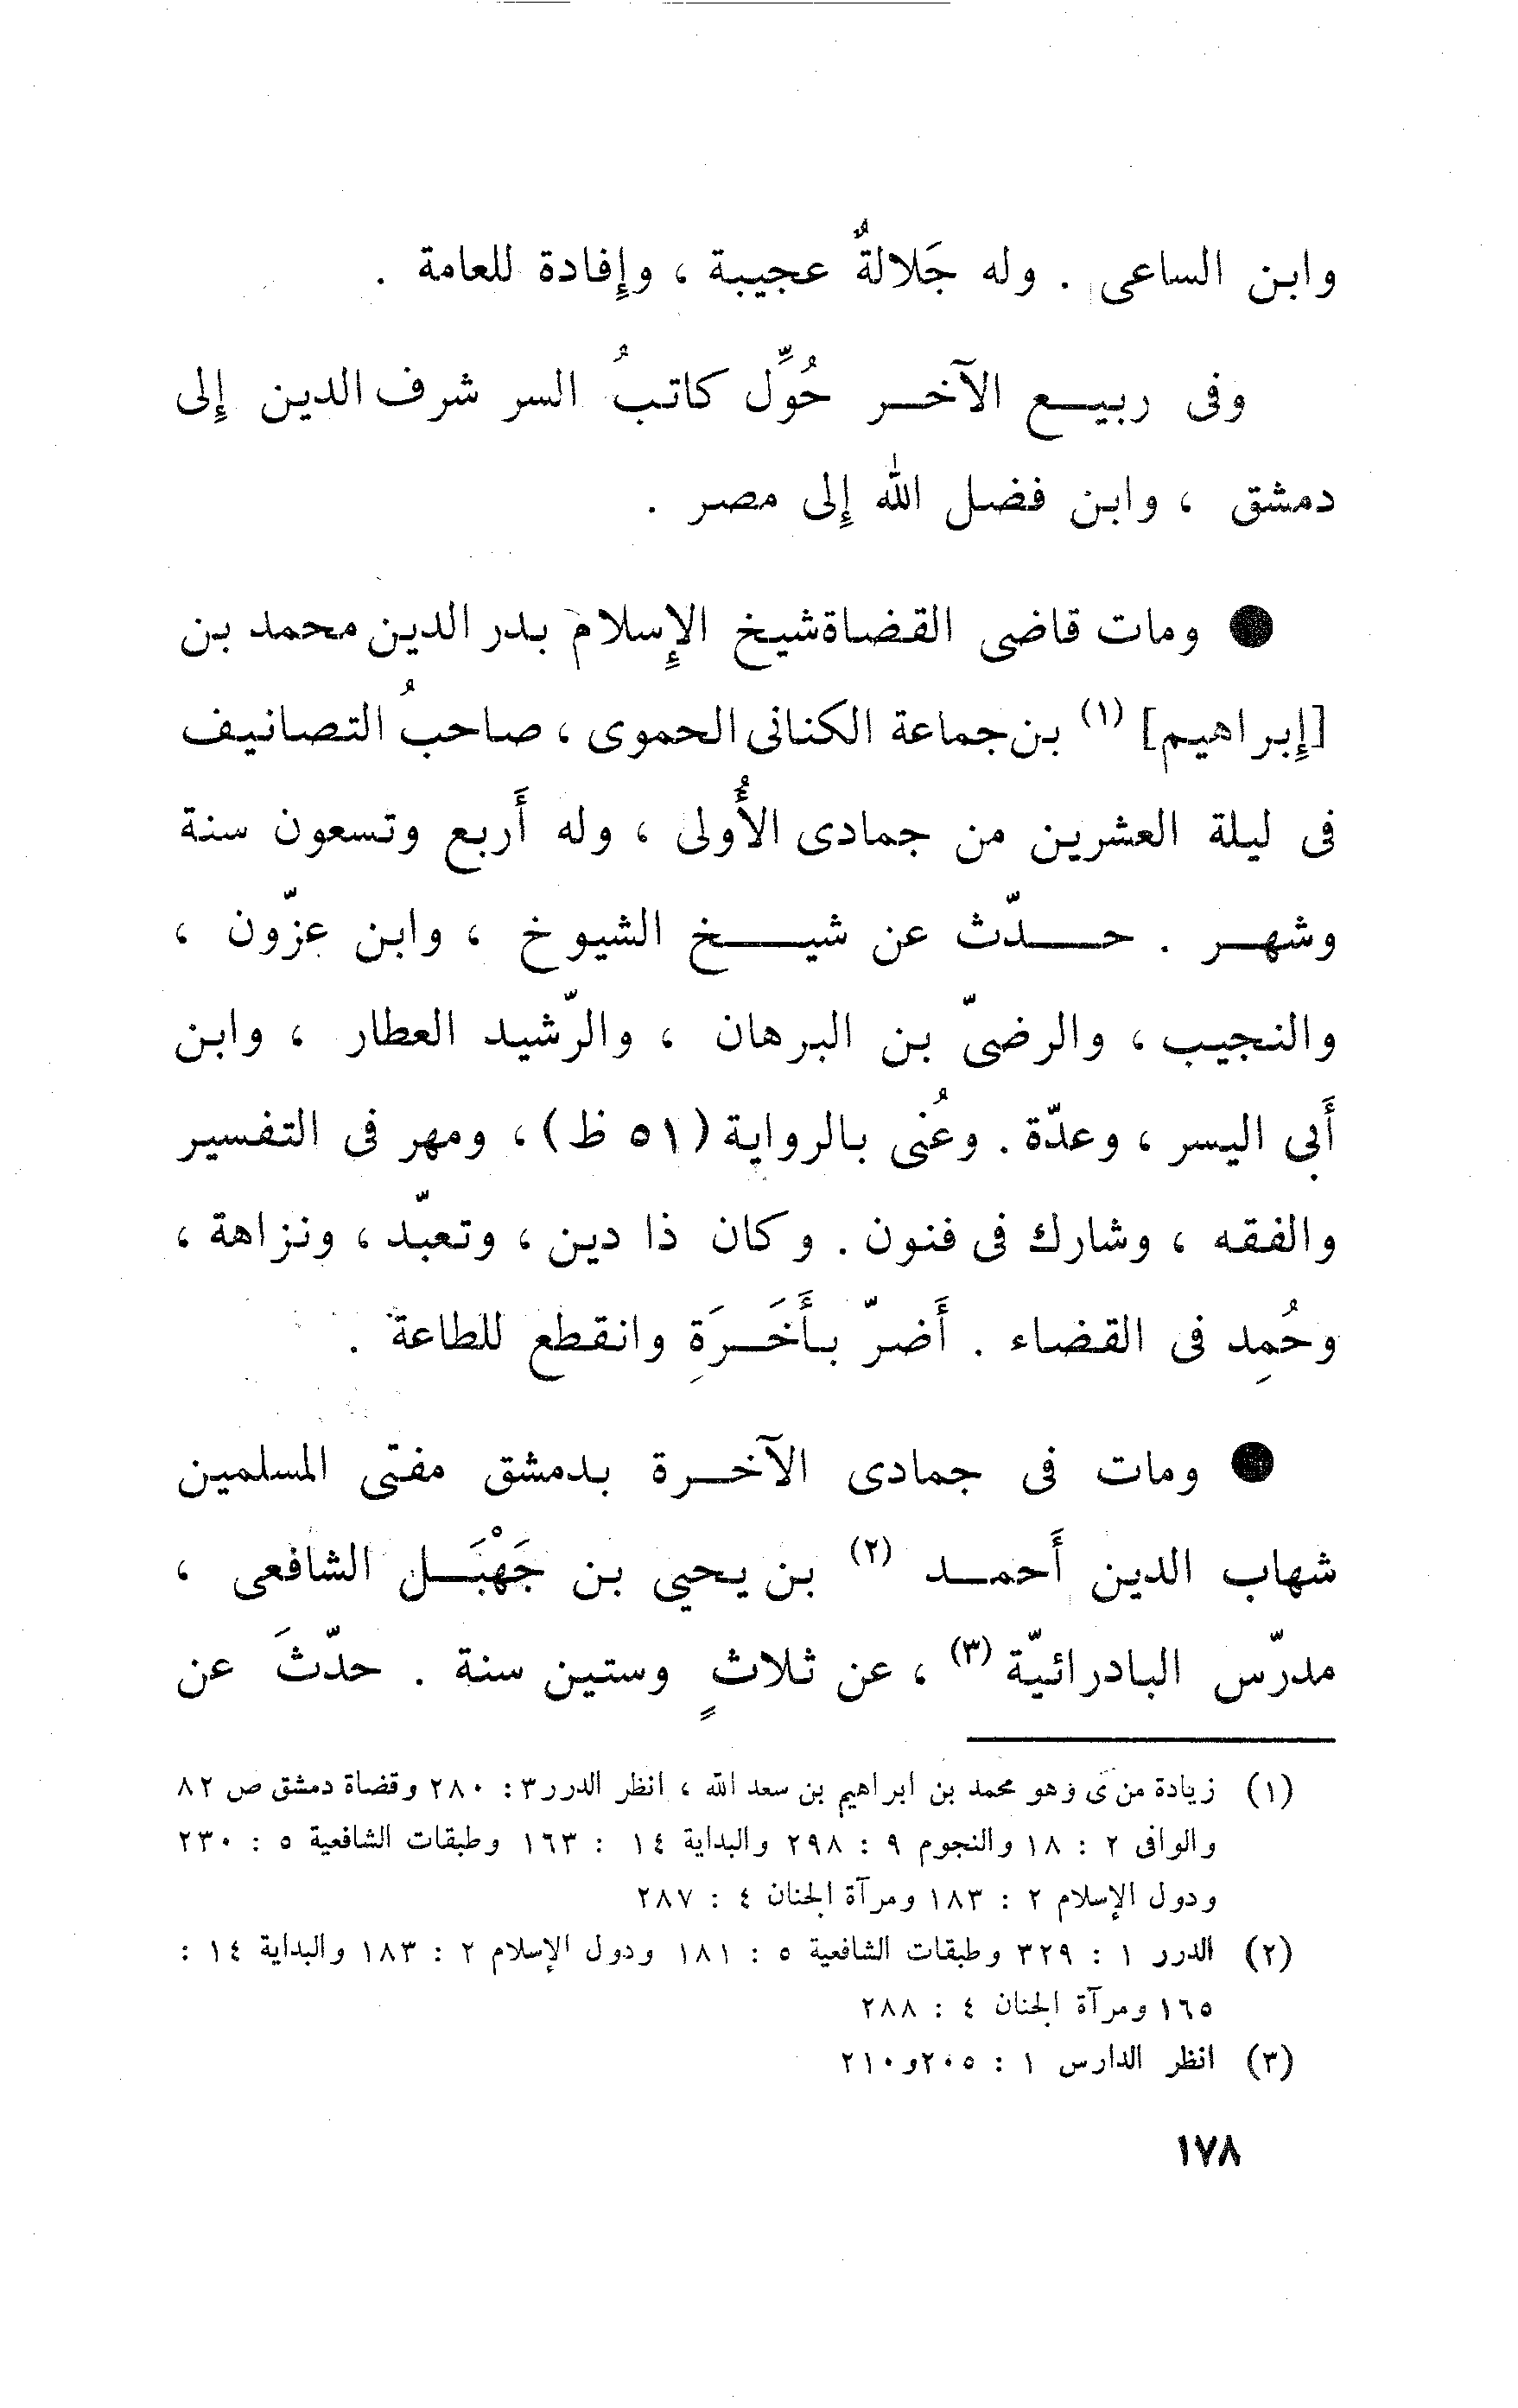 وابن الساعى . وله جَلالةٌ عجيبة ، وإِفادة للعامة .
وفى ربيع الآخر حُوِّل كاتبُ السر شرف الدين إلى
دمشق ، وابن فضل الله إلى مصر .
● ومات قاضى القضاة شيخ الإِسلام بدر الدين محمد بن
[إِبراهيم] (١) بن جماعة الكنانى الحموى ، صاحبُ التصانيف
فى ليلة العشرين من جمادى الأُولى ، وله أَربع وتسعون سنة
وشهر . حدّث عن شيخ الشيوخ ، وابن عزّون ،
والنجيب ، والرضىّ بن البرهان ، والرّشيد العطار ، وابن
أَبى اليسر ، وعدّة . وعُنى بالرواية (٥١ ظ) ، ومهر فى التفسير
والفقه ، وشارك فى فنون . وكان ذا دين ، وتعبّد ، ونزاهة ،
وحُمِد فى القضاء . أَضرّ بأَخَرَةِ وانقطع للطاعة .
● ومات فى جمادى الآخرة بدمشق مفتى المسلمين
شهاب الدين أَحمد (٢) بن يحيى بن جَهْبَل الشافعى ،
مدرّس البادرائيّة (٣) ، عن ثلاثٍ وستين سنة . حدّثَ عن
(١) زيادة من ى وهو محمد بن ابراهيم بن سعد الله ، انظر الدرر ٣ : ٢٨٠ وقضاة دمشق ص ٨٢
والوافى ٢ : ١٨ والنجوم ٩ : ٢٩٨ والبداية ١٤ : ١٦٣ وطبقات الشافعية ٥ : ٢٣٠
ودول الإسلام ٢ : ١٨٣ ومرآة الجنان ٤ : ٢٨٧
(٢) الدرر ١ : ٣٢٩ وطبقات الشافعية ٥ : ١٨١ ودول الإسلام ٢ : ١٨٣ والبداية ١٤ :
١٦٥ ومرآة الجنان ٤ : ٢٨٨
(٣) انظر الدارس ١ : ٢٠٥ و٢١٠
١٧٨